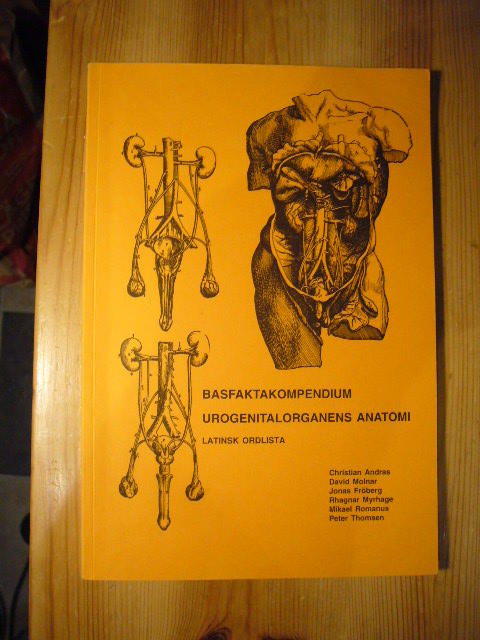 BASFAKTAKOMPENDIUM
UROGENITALORGANENS ANATOMI
LATINSK ORDLISTA
Christian Andras
David Molnar
Jonas Fröberg
Rhagnar Myrhage
Mikael Romanus
Peter Thomsen